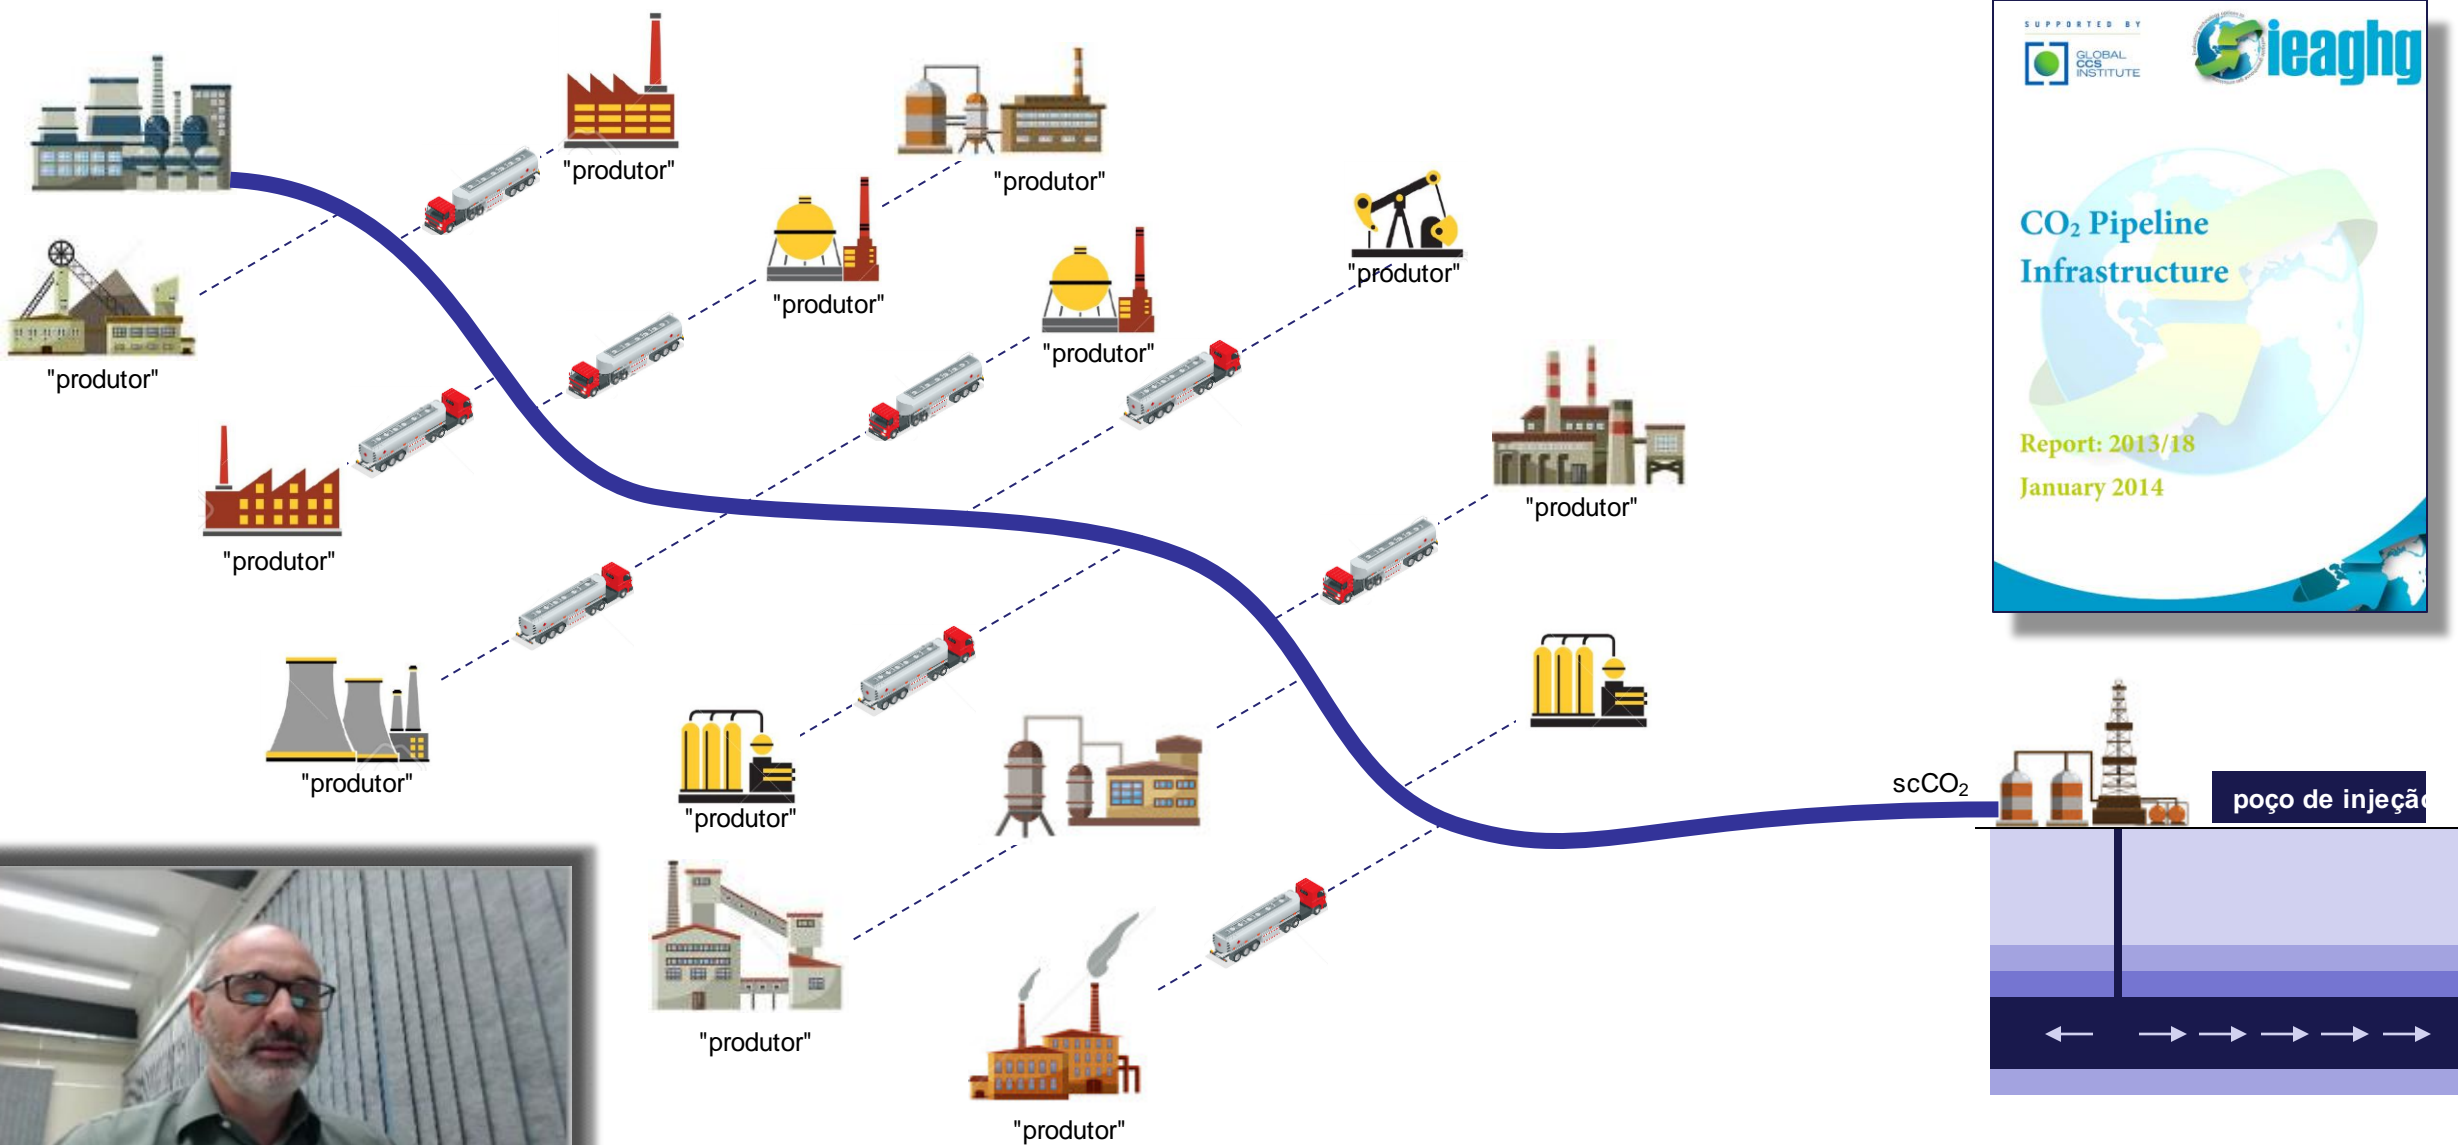 SUPPORTED BY
GLOBAL
CCS
INSTITUTE
ieaghg
CO₂ Pipeline
Infrastructure
Report: 2013/18
January 2014
"produtor"
"produtor"
"produtor"
"produtor"
"produtor"
"produtor"
"produtor"
"produtor"
"produtor"
"produtor"
"produtor"
"produtor"
scCO₂
poço de injeçã
"produtor"